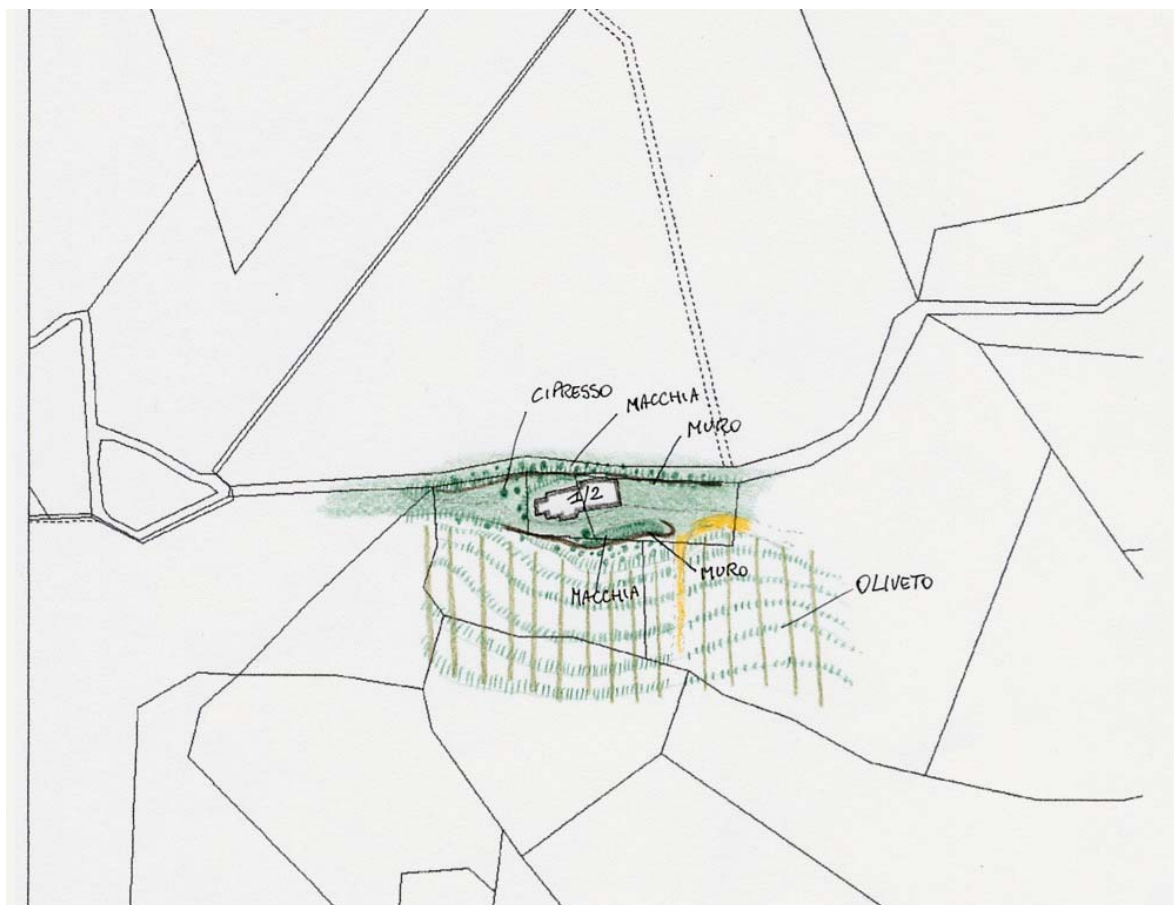 CIPRESSO
MACCHIA
MURO
1/2
MURO
MACCHIA
OLIVETO